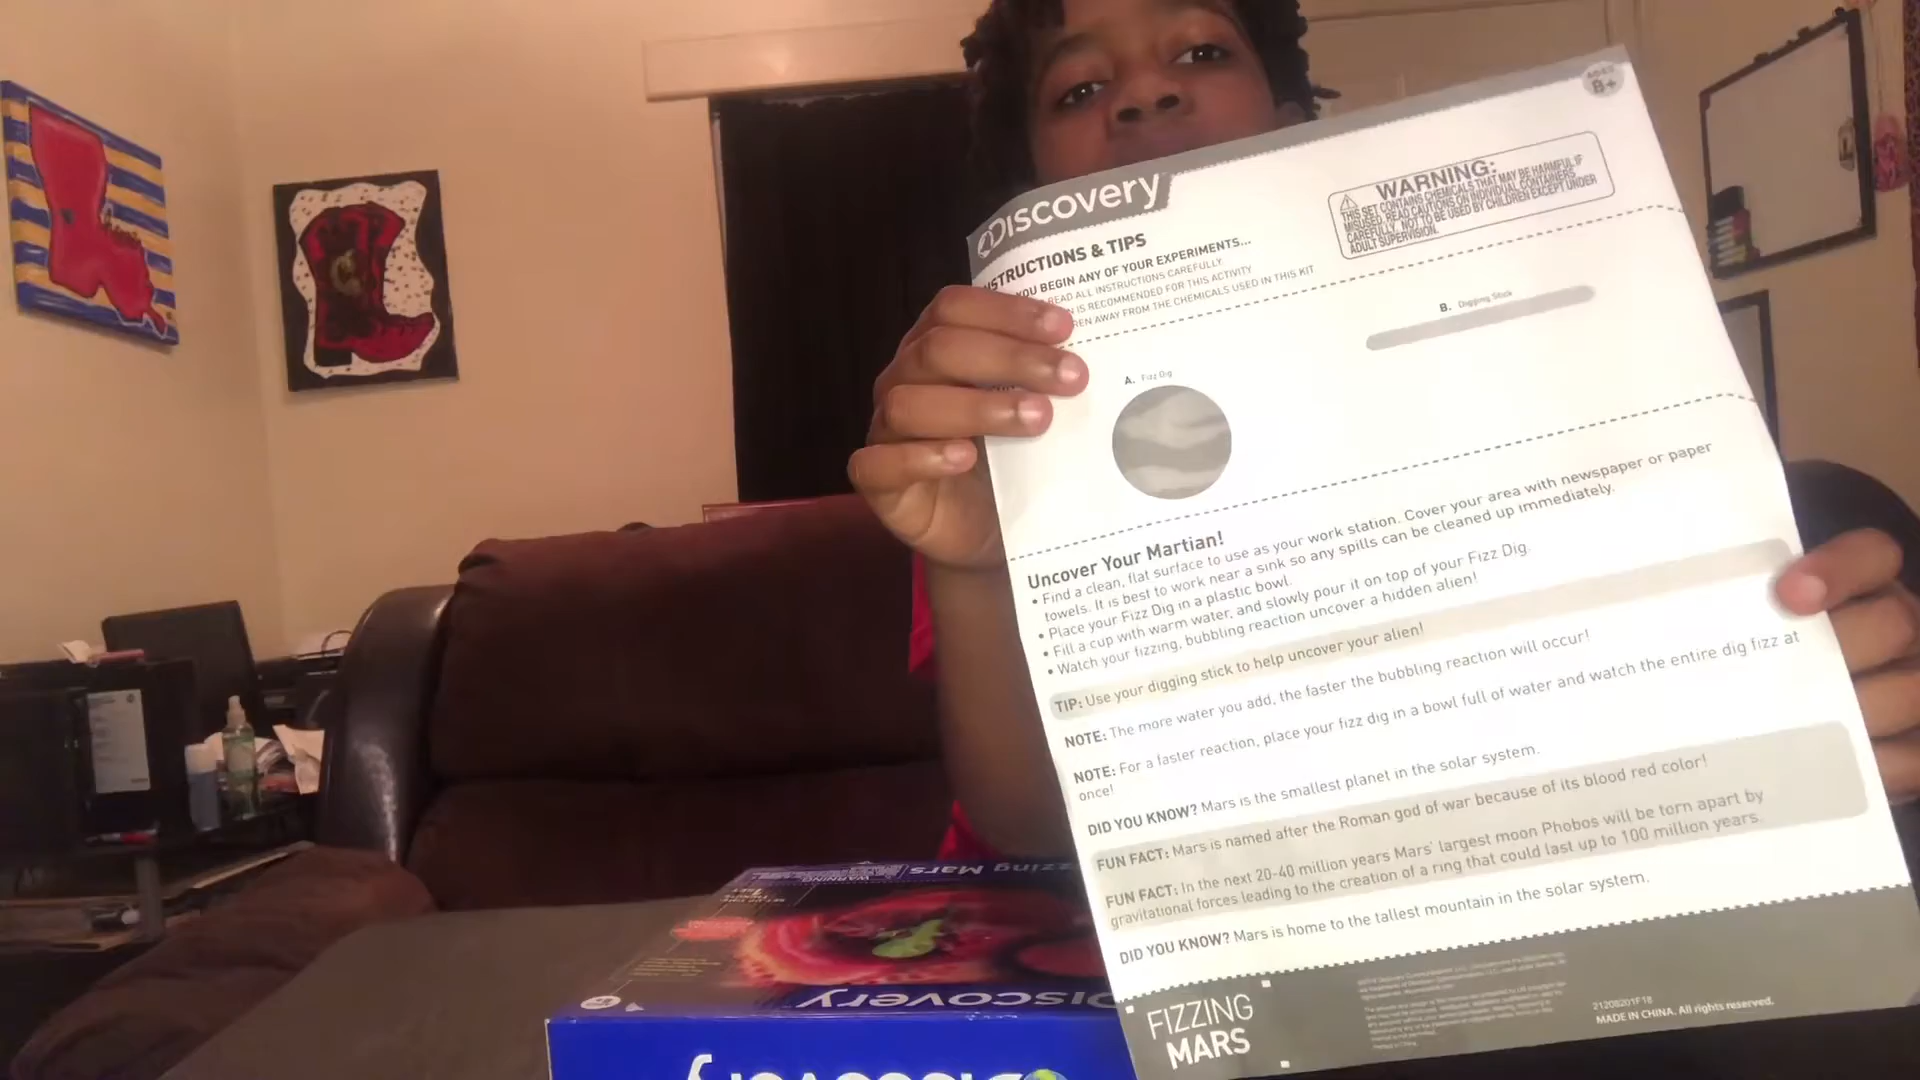 DISCOVERY
AGES
8+
WARNING:
THIS SET CONTAINS CHEMICALS THAT MAY BE HARMFUL IF
MISUSED. READ CAUTIONS ON INDIVIDUAL CONTAINERS
CAREFULLY. NOT TO BE USED BY CHILDREN EXCEPT UNDER
ADULT SUPERVISION.
INSTRUCTIONS & TIPS
YOU BEGIN ANY OF YOUR EXPERIMENTS...
READ ALL INSTRUCTIONS CAREFULLY
IS RECOMMENDED FOR THIS ACTIVITY
AWAY FROM THE CHEMICALS USED IN THIS KIT
A. Fizz Dig
B. Digging Stick
Uncover Your Martian!
• Find a clean, flat surface to use as your work station. Cover your area with newspaper or paper
towels. It is best to work near a sink so any spills can be cleaned up immediately.
• Place your Fizz Dig in a plastic bowl.
• Fill a cup with warm water, and slowly pour it on top of your Fizz Dig.
• Watch your fizzing, bubbling reaction uncover a hidden alien!
TIP: Use your digging stick to help uncover your alien!
NOTE: The more water you add, the faster the bubbling reaction will occur!
NOTE: For a faster reaction, place your fizz dig in a bowl full of water and watch the entire dig fizz at
once!
DID YOU KNOW? Mars is the smallest planet in the solar system.
FUN FACT: Mars is named after the Roman god of war because of its blood red color!
FUN FACT: In the next 20-40 million years Mars' largest moon Phobos will be torn apart by
gravitational forces leading to the creation of a ring that could last up to 100 million years.
DID YOU KNOW? Mars is home to the tallest mountain in the solar system.
FIZZING
MARS
21208201F18
MADE IN CHINA. All rights reserved.
WARNING
Mars
DISCOVERY